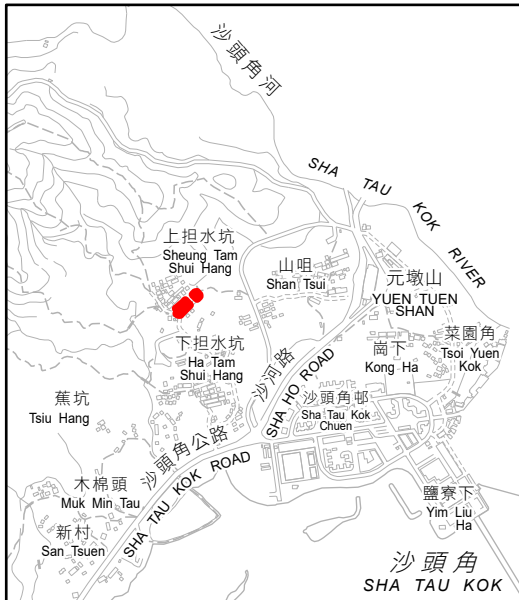 沙頭角河
SHA TAU KOK RIVER
上担水坑
Sheung Tam
Shui Hang
山咀
Shan Tsui
元墩山
YUEN TUEN
SHAN
菜園角
Tsoi Yuen
Kok
崗下
Kong Ha
下担水坑
Ha Tam
Shui Hang
沙河路
SHA HO ROAD
蕉坑
Tsiu Hang
沙頭角邨
Sha Tau Kok
Chuen
沙頭角公路
SHA TAU KOK ROAD
木棉頭
Muk Min Tau
新村
San Tsuen
鹽寮下
Yim Liu
Ha
沙頭角
SHA TAU KOK